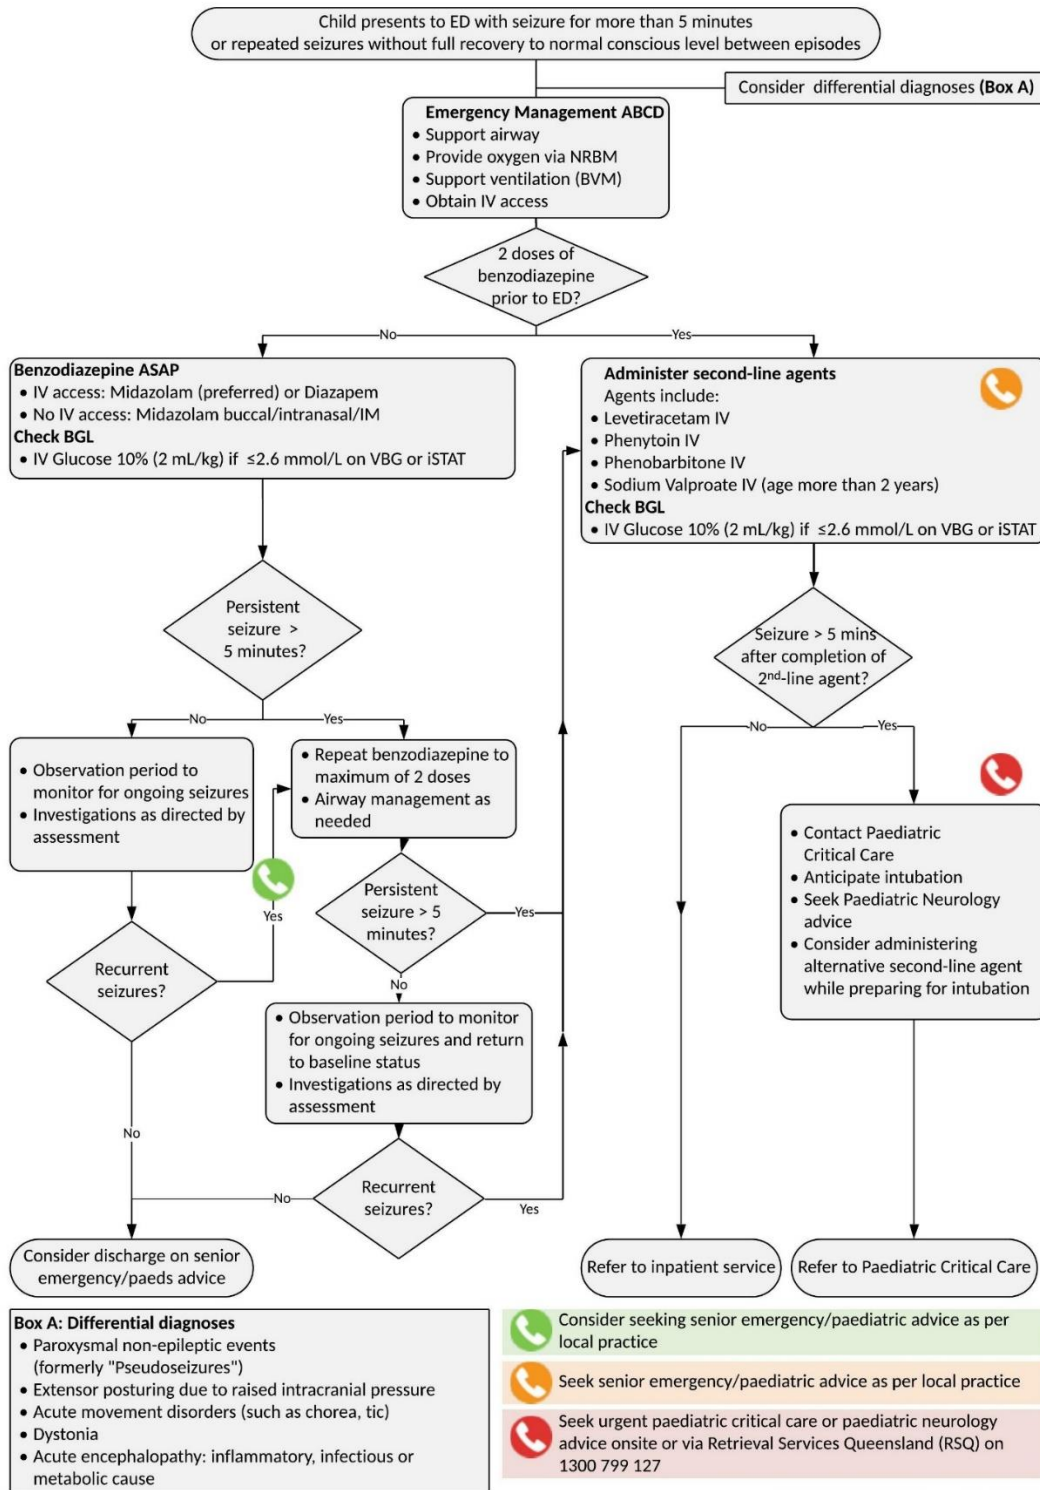 Child presents to ED with seizure for more than 5 minutes
or repeated seizures without full recovery to normal conscious level between episodes
Consider differential diagnoses (Box A)
Emergency Management ABCD
• Support airway
• Provide oxygen via NRBM
• Support ventilation (BVM)
• Obtain IV access
2 doses of
benzodiazepine
prior to ED?
No
Yes
Benzodiazepine ASAP
• IV access: Midazolam (preferred) or Diazapem
• No IV access: Midazolam buccal/intranasal/IM
Check BGL
• IV Glucose 10% (2 mL/kg) if ≤2.6 mmol/L on VBG or iSTAT
Administer second-line agents
Agents include:
• Levetiracetam IV
• Phenytoin IV
• Phenobarbitone IV
• Sodium Valproate IV (age more than 2 years)
Check BGL
• IV Glucose 10% (2 mL/kg) if ≤2.6 mmol/L on VBG or iSTAT
Persistent
seizure >
5 minutes?
No
Yes
• Observation period to
monitor for ongoing seizures
• Investigations as directed by
assessment
• Repeat benzodiazepine to
maximum of 2 doses
• Airway management as
needed
Yes
Recurrent
seizures?
No
Persistent
seizure > 5
minutes?
Yes
No
• Observation period to monitor
for ongoing seizures and return
to baseline status
• Investigations as directed by
assessment
Recurrent
seizures?
No
Yes
Seizure > 5 mins
after completion of
2nd-line agent?
No
Yes
• Contact Paediatric
Critical Care
• Anticipate intubation
• Seek Paediatric Neurology
advice
• Consider administering
alternative second-line agent
while preparing for intubation
Consider discharge on senior
emergency/paeds advice
Refer to inpatient service
Refer to Paediatric Critical Care
Box A: Differential diagnoses
• Paroxysmal non-epileptic events
(formerly "Pseudoseizures")
• Extensor posturing due to raised intracranial pressure
• Acute movement disorders (such as chorea, tic)
• Dystonia
• Acute encephalopathy: inflammatory, infectious or
metabolic cause
Consider seeking senior emergency/paediatric advice as per
local practice
Seek senior emergency/paediatric advice as per local practice
Seek urgent paediatric critical care or paediatric neurology
advice onsite or via Retrieval Services Queensland (RSQ) on
1300 799 127